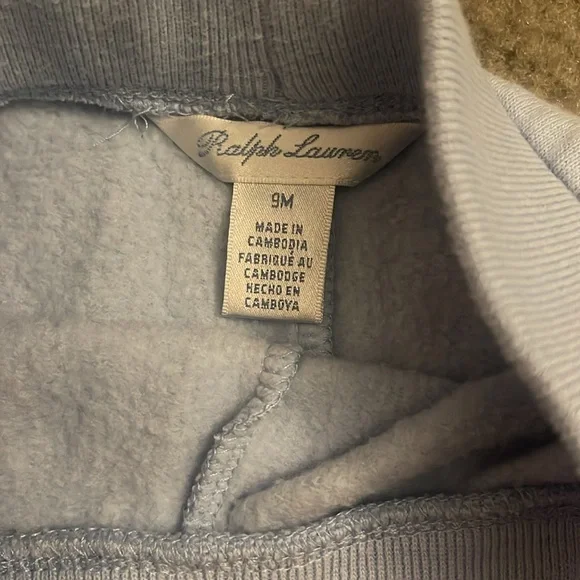 Ralph Lauren
9M
MADE IN
CAMBODIA
FABRIQUÉ AU
CAMBODGE
HECHO EN
CAMBOYA